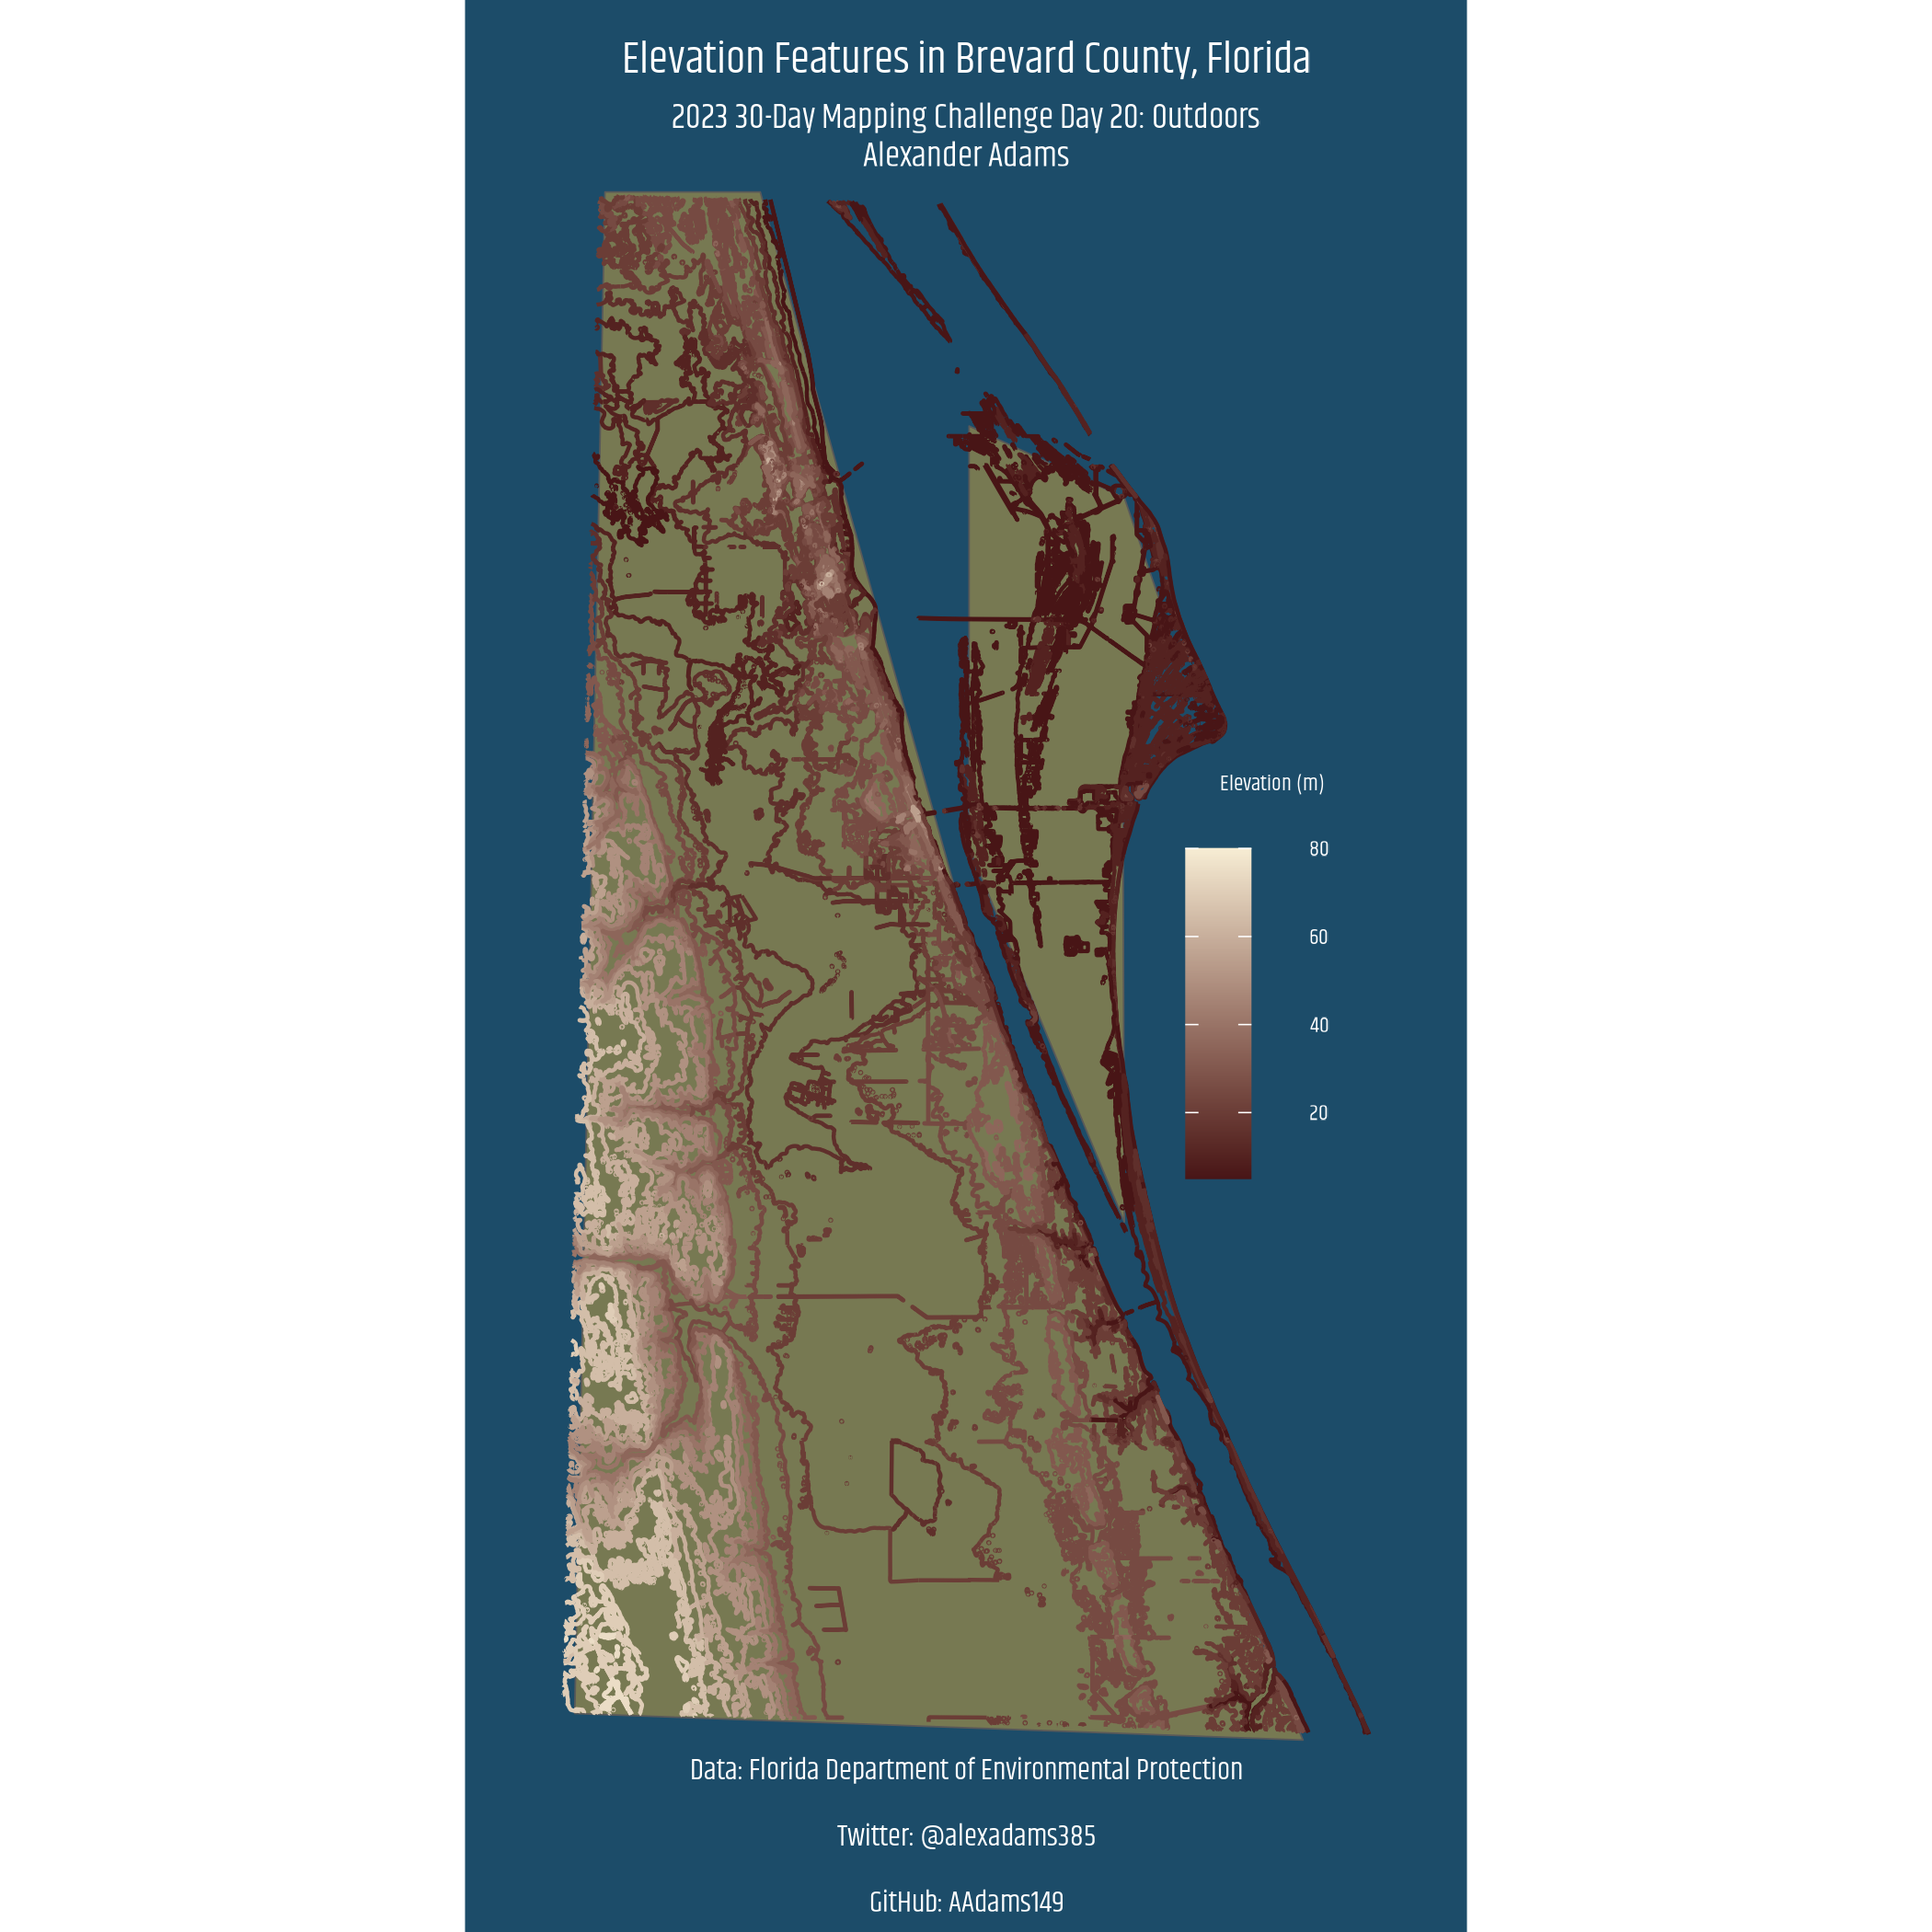 Elevation Features in Brevard County, Florida
2023 30-Day Mapping Challenge Day 20: Outdoors
Alexander Adams
Elevation (m)
80
60
40
20
Data: Florida Department of Environmental Protection
Twitter: @alexadams385
GitHub: AAdams149